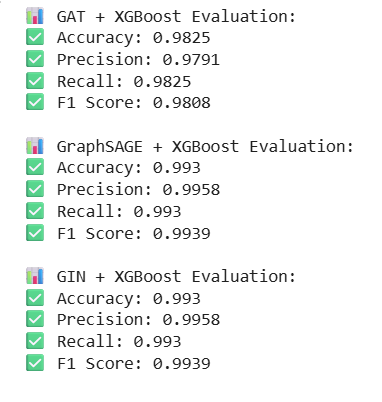 📊 GAT + XGBoost Evaluation:
✅ Accuracy: 0.9825
✅ Precision: 0.9791
✅ Recall: 0.9825
✅ F1 Score: 0.9808
📊 GraphSAGE + XGBoost Evaluation:
✅ Accuracy: 0.993
✅ Precision: 0.9958
✅ Recall: 0.993
✅ F1 Score: 0.9939
📊 GIN + XGBoost Evaluation:
✅ Accuracy: 0.993
✅ Precision: 0.9958
✅ Recall: 0.993
✅ F1 Score: 0.9939